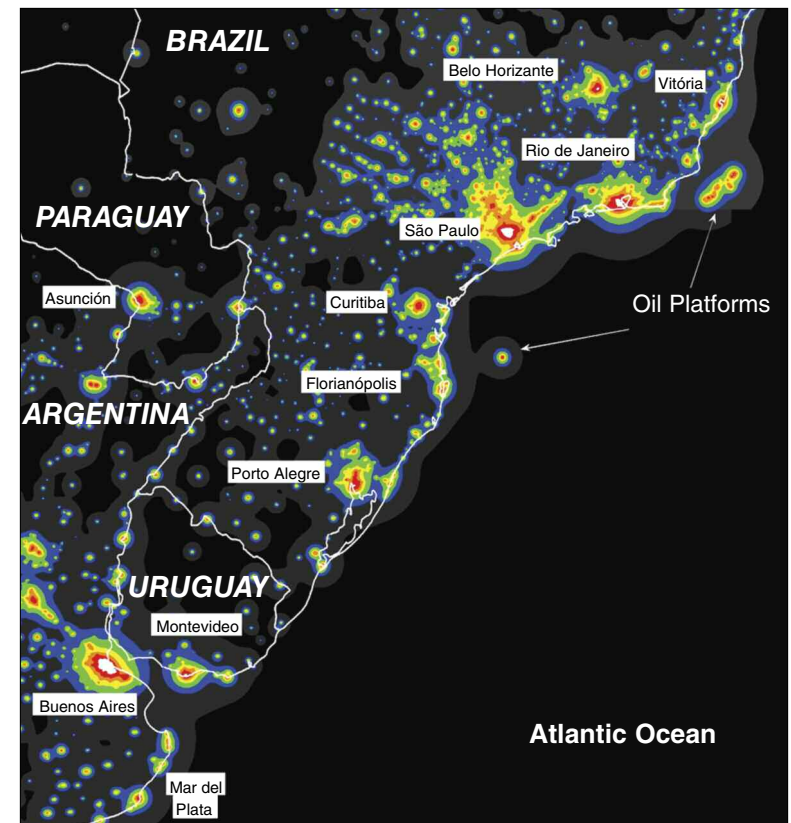 BRAZIL
Belo Horizante
Vitória
Rio de Janeiro
PARAGUAY
São Paulo
Asunción
Curitiba
Oil Platforms
Florianópolis
ARGENTINA
Porto Alegre
URUGUAY
Montevideo
Buenos Aires
Atlantic Ocean
Mar del
Plata